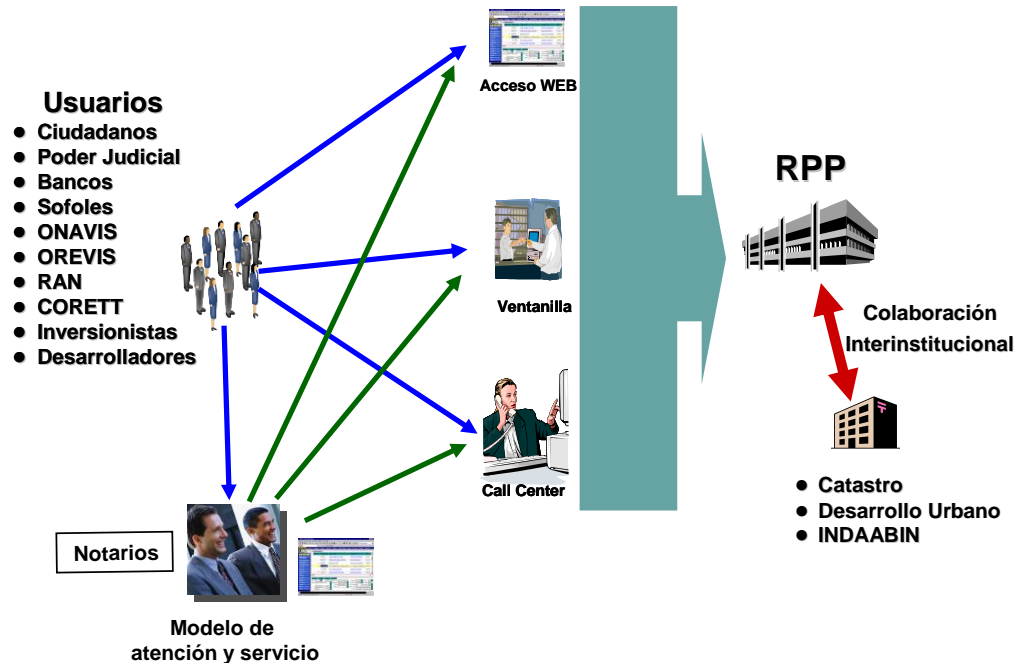 Usuarios
● Ciudadanos
● Poder Judicial
● Bancos
● Sofoles
● ONAVIS
● OREVIS
● RAN
● CORETT
● Inversionistas
● Desarrolladores
Acceso WEB
Ventanilla
Call Center
RPP
Colaboración
Interinstitucional
● Catastro
● Desarrollo Urbano
● INDAABIN
Notarios
Modelo de
atención y servicio